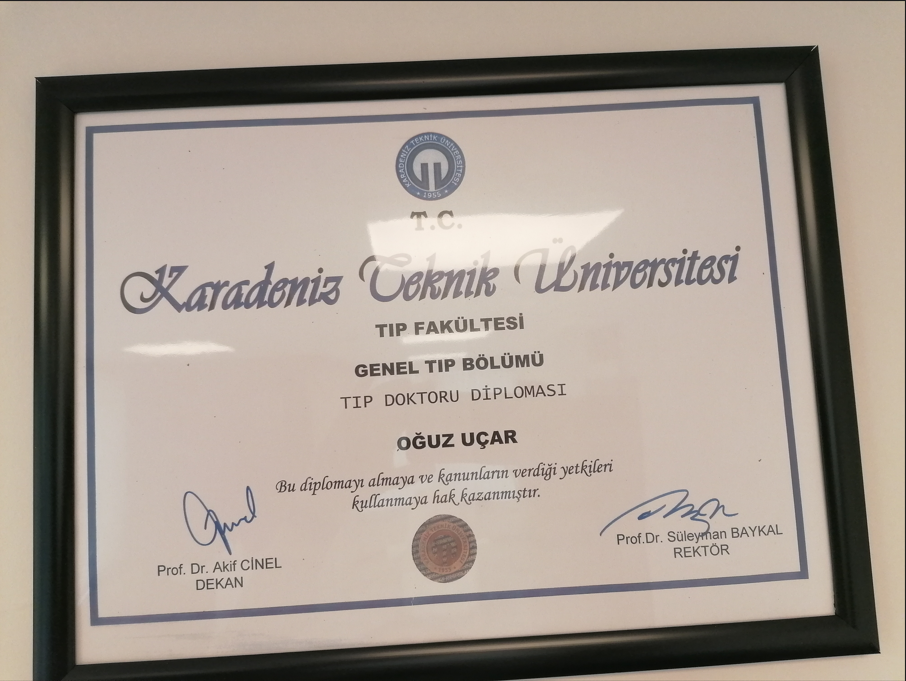 KARADENİZ TEKNİK ÜNİVERSİTESİ
1955
T.C.
Karadeniz Teknik Üniversitesi
TIP FAKÜLTESİ
GENEL TIP BÖLÜMÜ
TIP DOKTORU DİPLOMASI
OĞUZ UÇAR
Bu diplomayı almaya ve kanunların verdiği yetkileri
kullanmaya hak kazanmıştır.
Prof. Dr. Akif CİNEL
DEKAN
Prof.Dr. Süleyman BAYKAL
REKTÖR